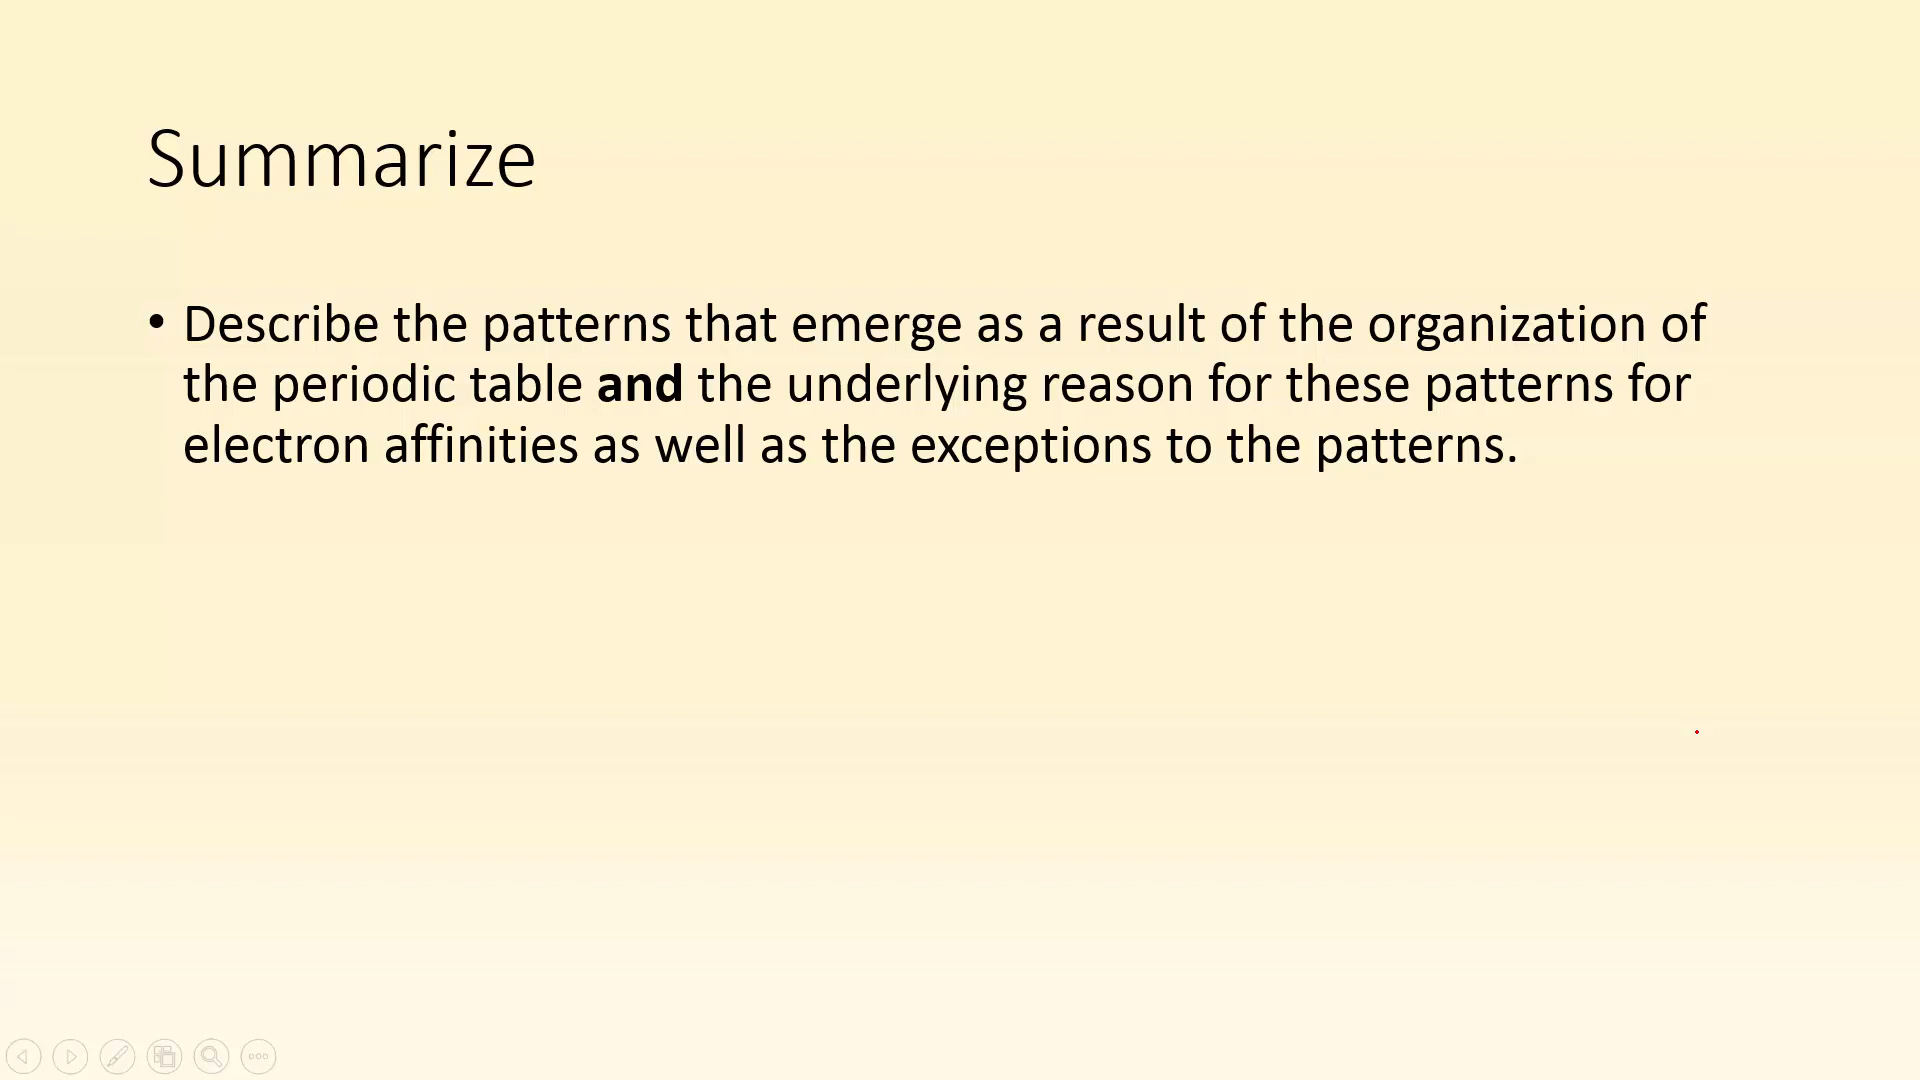 Summarize
• Describe the patterns that emerge as a result of the organization of
the periodic table and the underlying reason for these patterns for
electron affinities as well as the exceptions to the patterns.